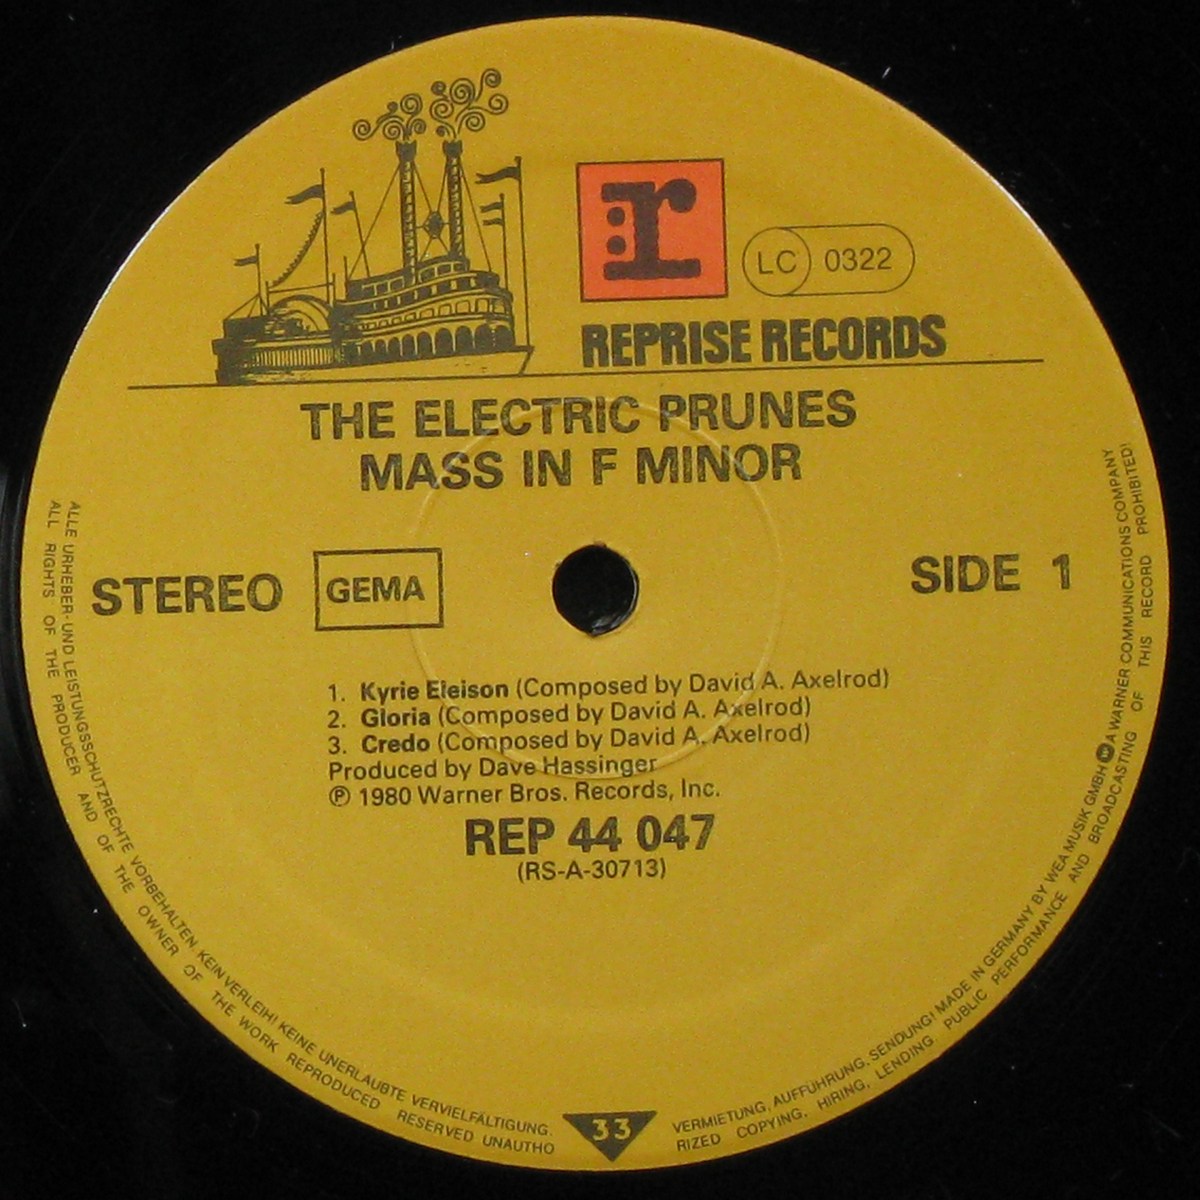 r
LC 0322
REPRISE RECORDS
THE ELECTRIC PRUNES
MASS IN F MINOR
STEREO
GEMA
SIDE 1
1. Kyrie Eleison (Composed by David A. Axelrod)
2. Gloria (Composed by David A. Axelrod)
3. Credo (Composed by David A. Axelrod)
Produced by Dave Hassinger
℗ 1980 Warner Bros. Records, Inc.
REP 44 047
(RS-A-30713)
ALLE URHEBER- UND LEISTUNGSSCHUTZRECHTE VORBEHALTEN. KEIN VERLEIH! KEINE UNERLAUBTE VERVIELFÄLTIGUNG.
ALL RIGHTS OF THE PRODUCER AND OF THE OWNER OF THE WORK REPRODUCED RESERVED UNAUTHO
33
VERMIETUNG, AUFFÜHRUNG, SENDUNG! MADE IN GERMANY BY WEA MUSIK GMBH W A WARNER COMMUNICATIONS COMPANY
RIZED COPYING, HIRING, LENDING PUBLIC PERFORMANCE AND BROADCASTING OF THIS RECORD PROHIBITED!